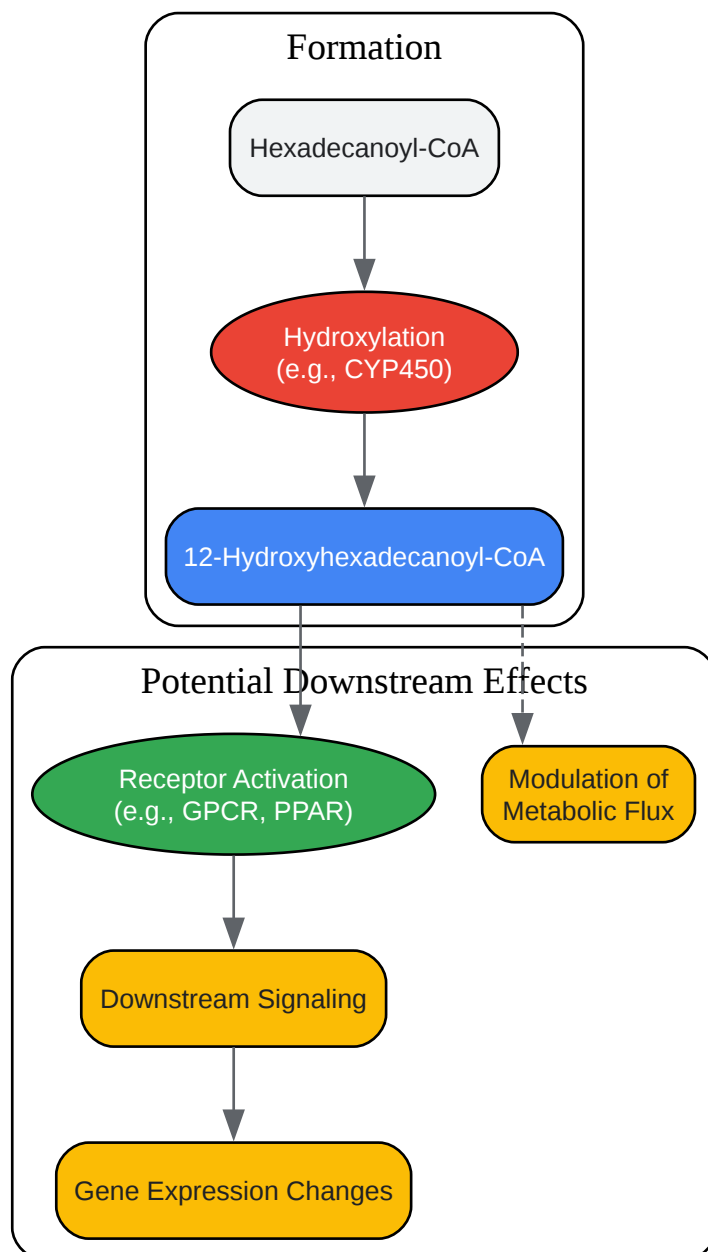 Formation
Hexadecanoyl-CoA
Hydroxylation
(e.g., CYP450)
12-Hydroxyhexadecanoyl-CoA
Potential Downstream Effects
Receptor Activation
(e.g., GPCR, PPAR)
Modulation of
Metabolic Flux
Downstream Signaling
Gene Expression Changes